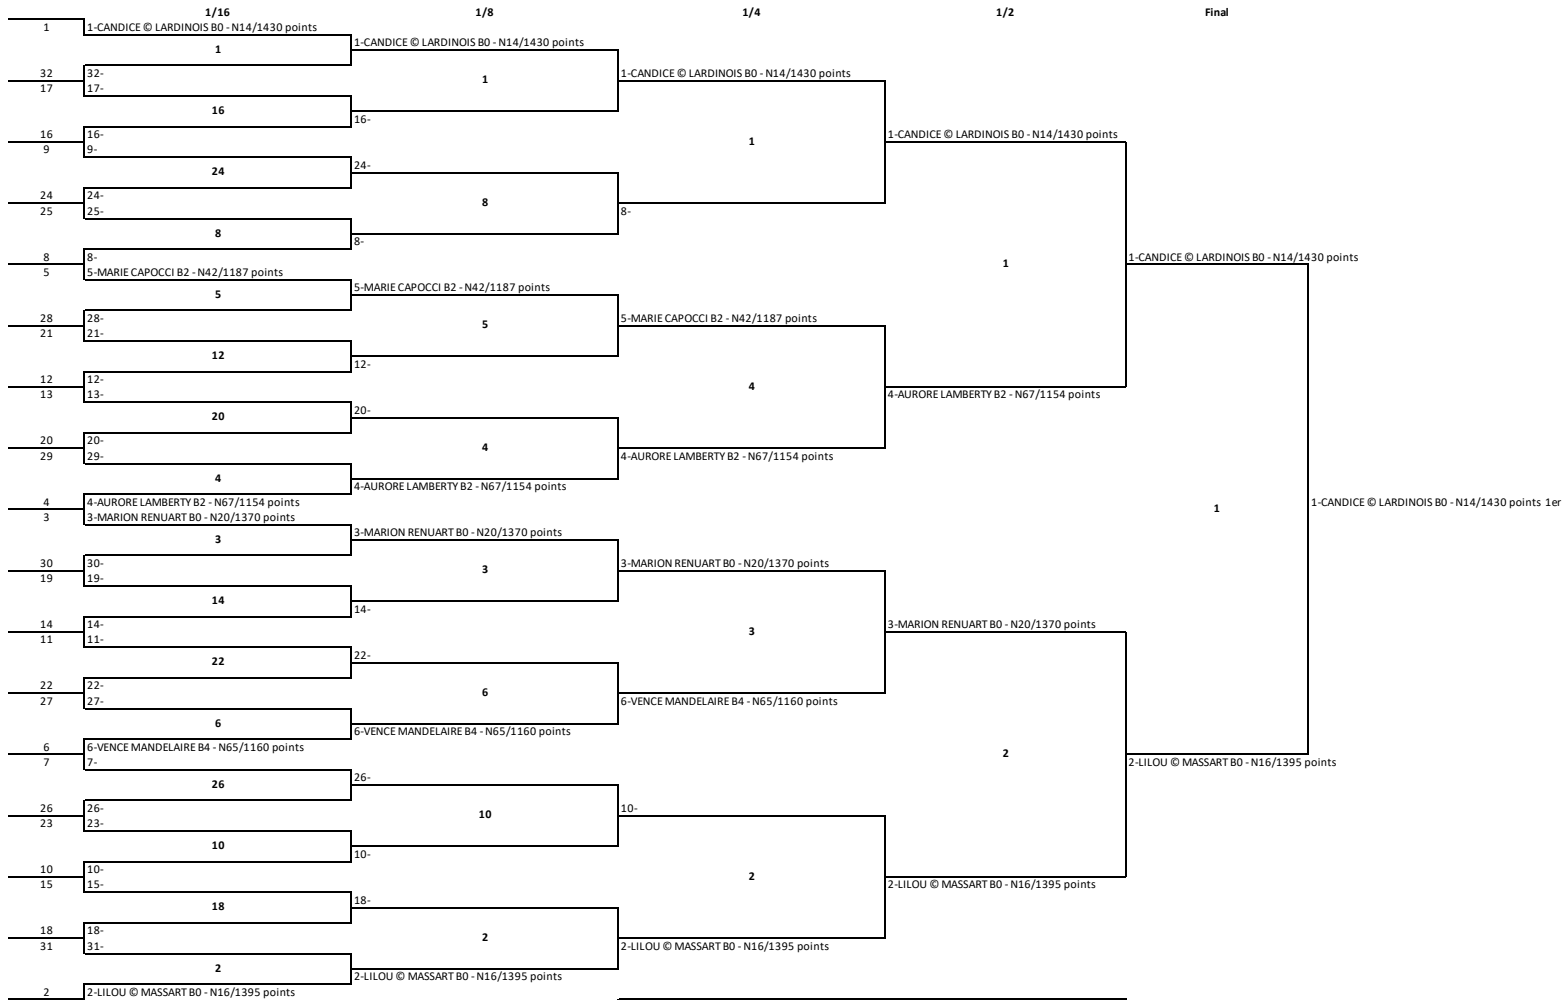 1/16 1/8 1/4 1/2 Final
1 1-CANDICE © LARDINOIS B0 - N14/1430 points
1-CANDICE © LARDINOIS B0 - N14/1430 points
1
32 32- 1-CANDICE © LARDINOIS B0 - N14/1430 points
17 17- 1
16
16-
16 16- 1-CANDICE © LARDINOIS B0 - N14/1430 points
9 9- 1
24-
24
24 24- 8
25 25- 8-
8
8-
8 8- 1-CANDICE © LARDINOIS B0 - N14/1430 points
5 5-MARIE CAPOCCI B2 - N42/1187 points 1
5-MARIE CAPOCCI B2 - N42/1187 points
5
28 28- 5-MARIE CAPOCCI B2 - N42/1187 points
21 21- 5
12
12-
12 12- 4
13 13- 4-AURORE LAMBERTY B2 - N67/1154 points
20-
20
20 20- 4
29 29- 4-AURORE LAMBERTY B2 - N67/1154 points
4
4-AURORE LAMBERTY B2 - N67/1154 points
4 4-AURORE LAMBERTY B2 - N67/1154 points 1 1-CANDICE © LARDINOIS B0 - N14/1430 points 1er
3 3-MARION RENUART B0 - N20/1370 points
3-MARION RENUART B0 - N20/1370 points
3
30 30- 3-MARION RENUART B0 - N20/1370 points
19 19- 3
14
14-
14 14- 3-MARION RENUART B0 - N20/1370 points
11 11- 3
22-
22
22 22- 6
27 27- 6-VENCE MANDELAIRE B4 - N65/1160 points
6
6-VENCE MANDELAIRE B4 - N65/1160 points
6 6-VENCE MANDELAIRE B4 - N65/1160 points 2
7 7- 2-LILOU © MASSART B0 - N16/1395 points
26-
26
26 26- 10-
23 23- 10
10
10-
10 10- 2
15 15- 2-LILOU © MASSART B0 - N16/1395 points
18-
18
18 18- 2
31 31- 2-LILOU © MASSART B0 - N16/1395 points
2
2-LILOU © MASSART B0 - N16/1395 points
2 2-LILOU © MASSART B0 - N16/1395 points